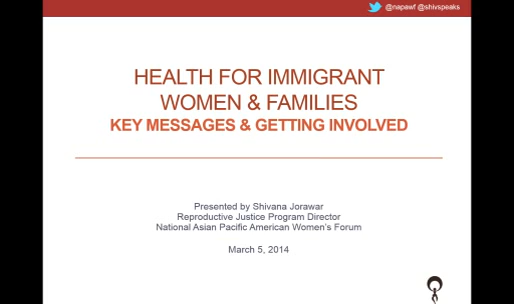 @napawf @shivspeaks
HEALTH FOR IMMIGRANT
WOMEN & FAMILIES
KEY MESSAGES & GETTING INVOLVED
Presented by Shivana Jorawar
Reproductive Justice Program Director
National Asian Pacific American Women's Forum
March 5, 2014